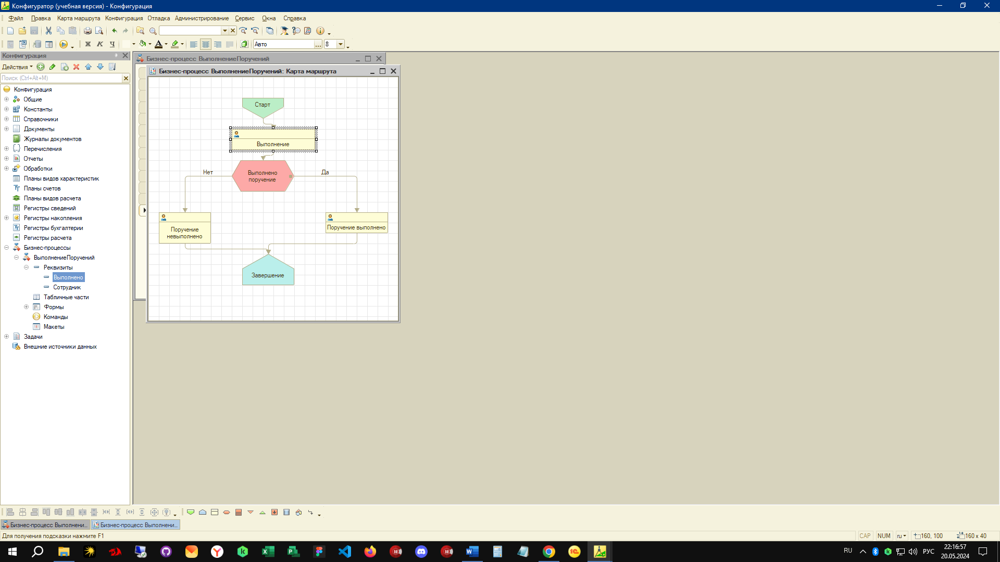 Конфигуратор (учебная версия) - Конфигурация
Файл Правка Карта маршрута Конфигурация Отладка Администрирование Сервис Окна Справка
Ж К Ч А Авто ... 8
Конфигурация
Действия
Поиск (Ctrl+Alt+M)
Конфигурация
Общие
Константы
Справочники
Документы
Журналы документов
Перечисления
Отчеты
Обработки
Планы видов характеристик
Планы счетов
Планы видов расчета
Регистры сведений
Регистры накопления
Регистры бухгалтерии
Регистры расчета
Бизнес-процессы
ВыполнениеПоручений
Реквизиты
Выполнено
Сотрудник
Табличные части
Формы
Команды
Макеты
Задачи
Внешние источники данных
Бизнес-процесс ВыполнениеПоручений
Бизнес-процесс ВыполнениеПоручений: Карта маршрута
Старт
Выполнение
Нет
Выполнено
поручение
Да
Поручение
невыполнено
Поручение выполнено
Завершение
Бизнес-процесс Выполнени...
Бизнес-процесс Выполнени...
Для получения подсказки нажмите F1
CAP NUM ru 160, 100 160 x 40
RU РУС 22:16:57
20.05.2024